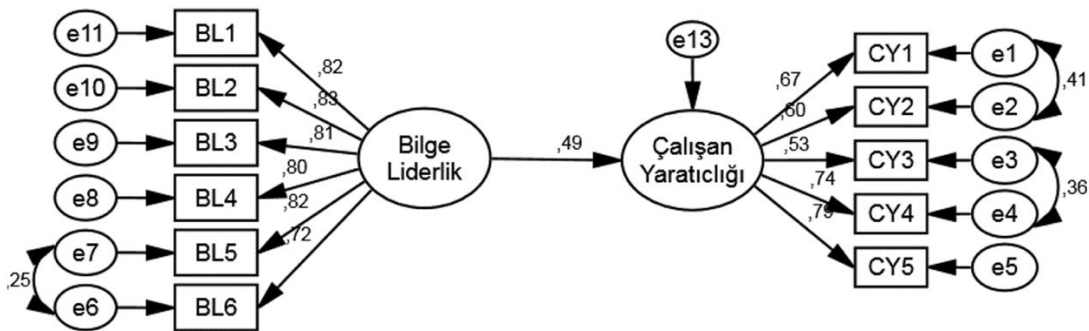 e11
BL1
,82
e10
BL2
,83
e9
BL3
,81
e8
BL4
,80
e7
BL5
,82
e6
BL6
,72
,25
Bilge
Liderlik
,49
e13
Çalışan
Yaratıclığı
,67
CY1
e1
,60
CY2
e2
,41
,53
CY3
e3
,74
CY4
e4
,36
,79
CY5
e5